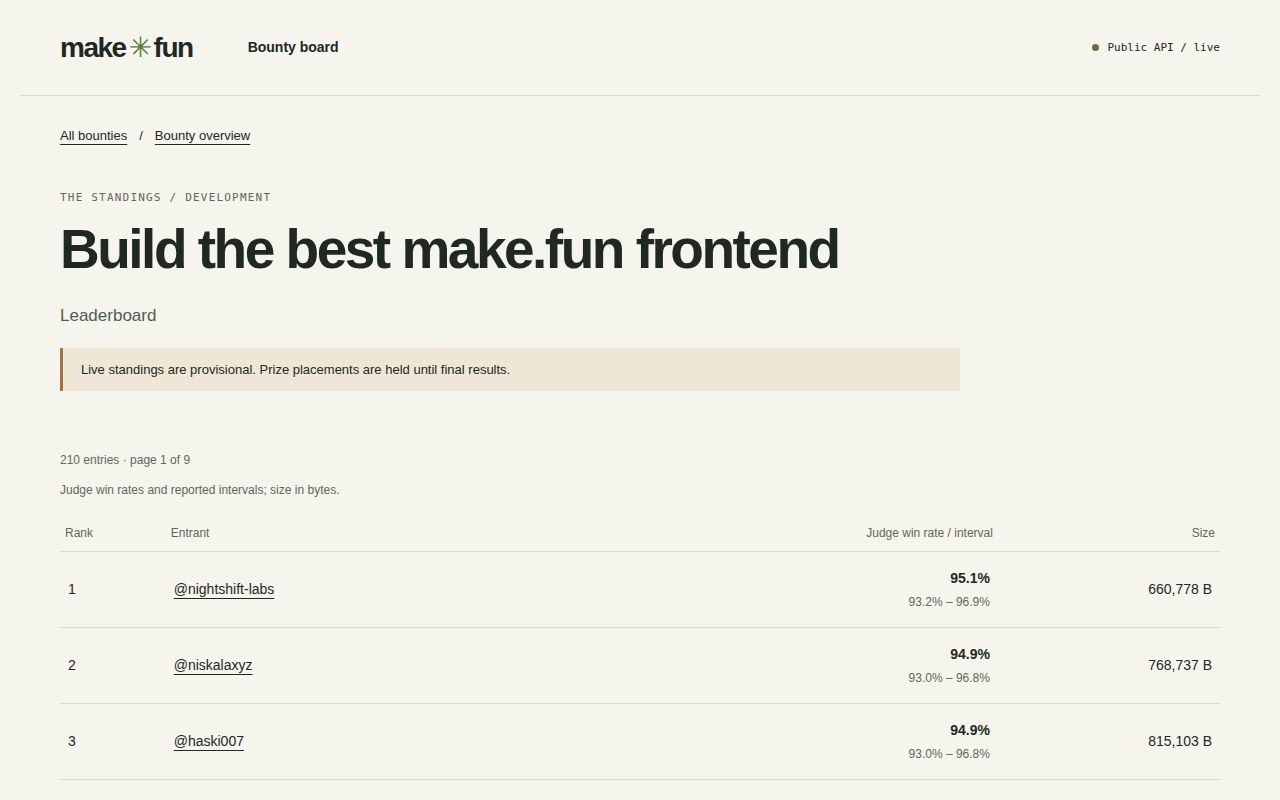 make✳fun Bounty board Public API / live
All bounties / Bounty overview
THE STANDINGS / DEVELOPMENT
Build the best make.fun frontend
Leaderboard
Live standings are provisional. Prize placements are held until final results.
210 entries · page 1 of 9
Judge win rates and reported intervals; size in bytes.
Rank Entrant Judge win rate / interval Size
1 @nightshift-labs 95.1% 660,778 B
93.2% – 96.9%
2 @niskalaxyz 94.9% 768,737 B
93.0% – 96.8%
3 @haski007 94.9% 815,103 B
93.0% – 96.8%